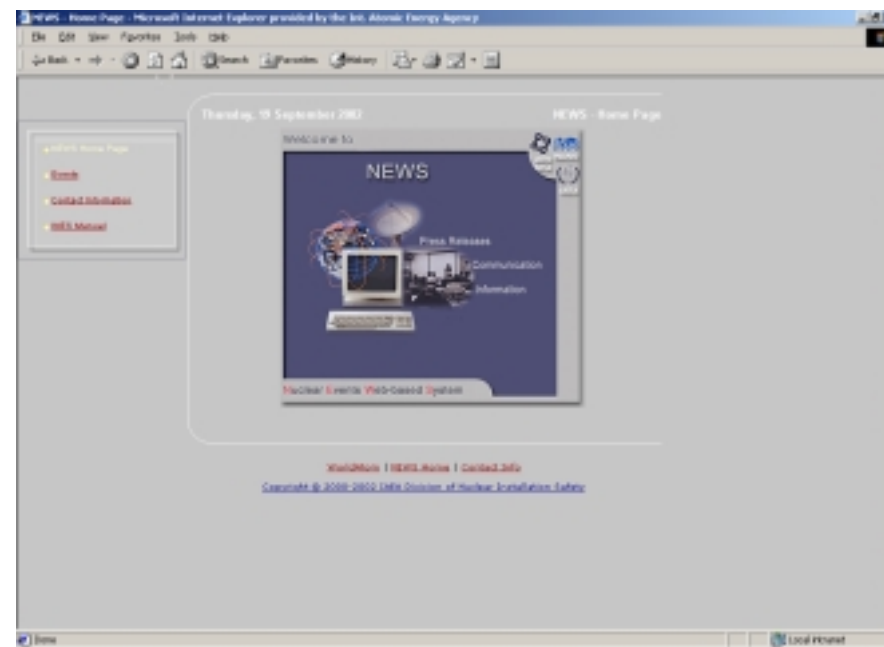 NEWS - Home Page - Microsoft Internet Explorer provided by the Int. Atomic Energy Agency
File Edit View Favorites Tools Help
Back Search Favorites History
Thursday, 19 September 2002
NEWS - Home Page
NEWS Home Page
Events
Contact Information
INES Manual
Welcome to
NEWS
Press Releases
Communication
Information
Nuclear Events Web-based System
WorldAtom | NEWS Home | Contact Info
Copyright © 2000-2002 IAEA Division of Nuclear Installation Safety
Done
Local intranet